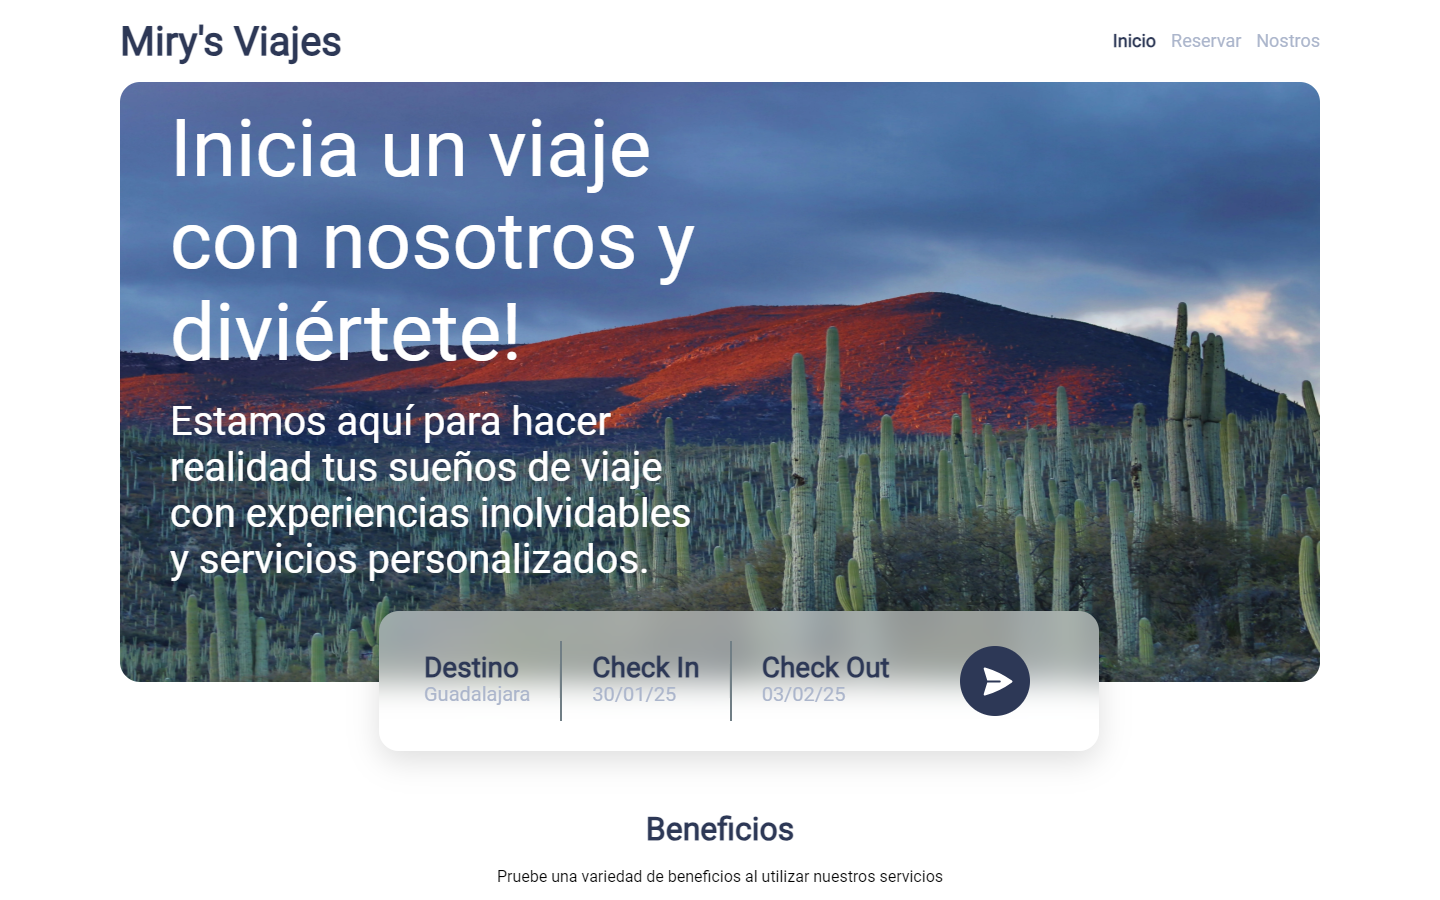 Miry's Viajes
Inicio Reservar Nostros
Inicia un viaje
con nosotros y
diviértete!
Estamos aquí para hacer
realidad tus sueños de viaje
con experiencias inolvidables
y servicios personalizados.
Destino Check In Check Out
Guadalajara 30/01/25 03/02/25
Beneficios
Pruebe una variedad de beneficios al utilizar nuestros servicios